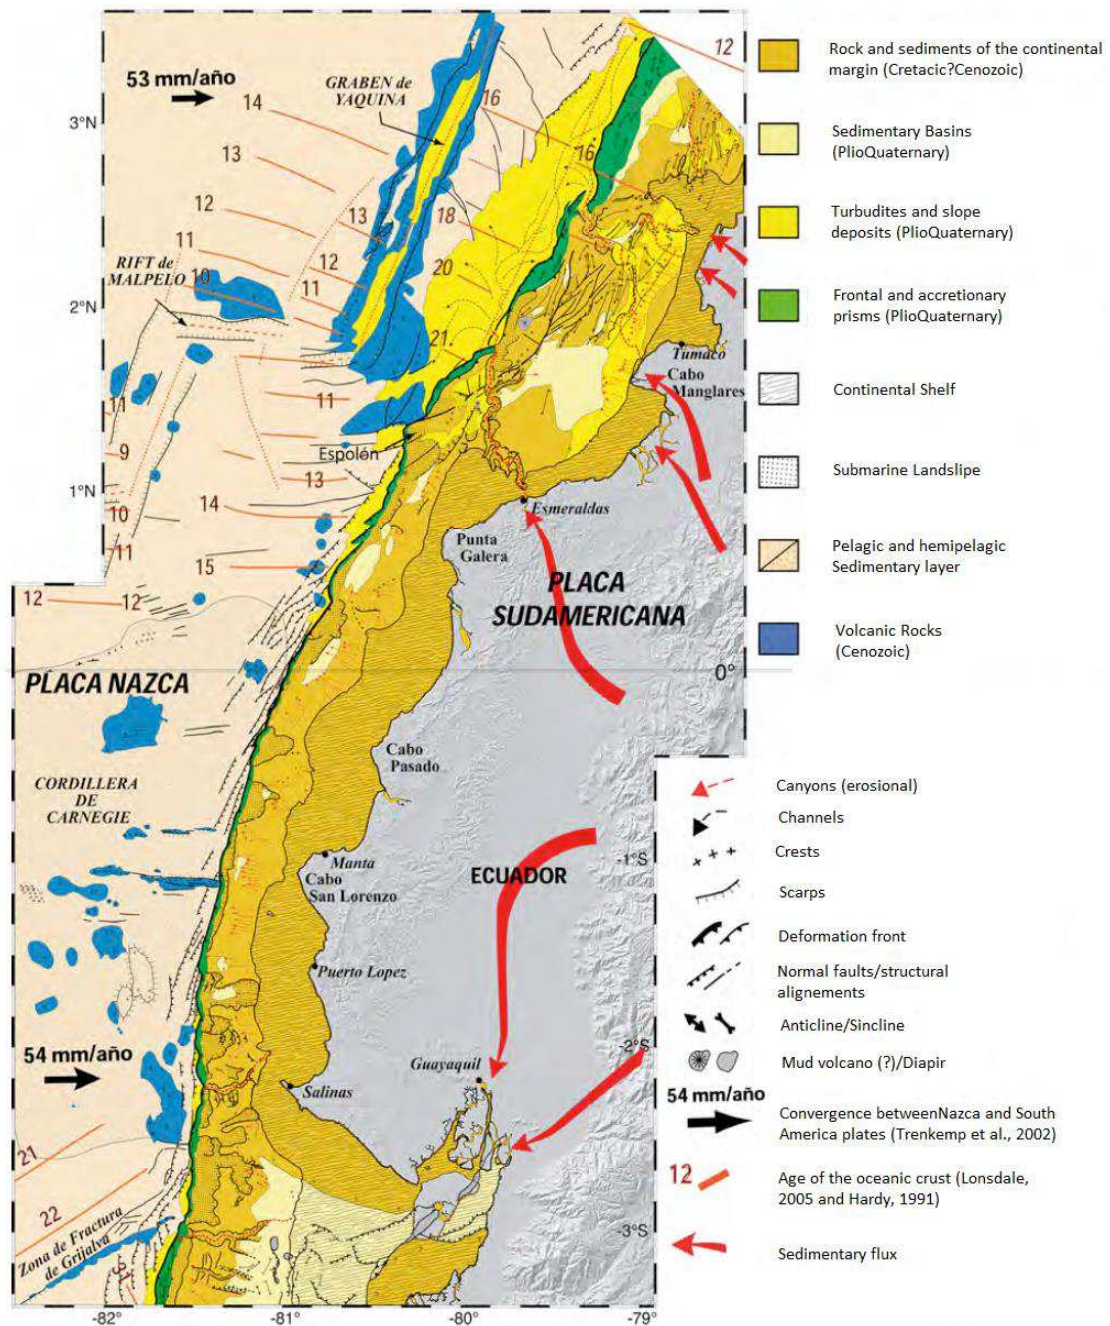 53 mm/año
GRABEN de
YAQUINA
12
16
14
3°N
13
16
12
13
18
11
12
20
RIFT de
MALPELO
10
11
2°N
21
Tumaco
Cabo
Manglares
11
11
9
Espolón
13
1°N
14
10
Esmeraldas
Punta
Galera
11
15
PLACA
SUDAMERICANA
12
12
0°
PLACA NAZCA
Cabo
Pasado
CORDILLERA
DE
CARNEGIE
-1°S
Manta
Cabo
San Lorenzo
ECUADOR
Puerto Lopez
-2°S
54 mm/año
Guayaquil
Salinas
21
22
Zona de Fractura
de Grijalva
-3°S
-82°
-81°
-80°
-79°
Rock and sediments of the continental
margin (Cretacic?Cenozoic)
Sedimentary Basins
(PlioQuaternary)
Turbudites and slope
deposits (PlioQuaternary)
Frontal and accretionary
prisms (PlioQuaternary)
Continental Shelf
Submarine Landslipe
Pelagic and hemipelagic
Sedimentary layer
Volcanic Rocks
(Cenozoic)
Canyons (erosional)
Channels
Crests
Scarps
Deformation front
Normal faults/structural
alignements
Anticline/Sincline
Mud volcano (?)/Diapir
54 mm/año
Convergence betweenNazca and South
America plates (Trenkemp et al., 2002)
12
Age of the oceanic crust (Lonsdale,
2005 and Hardy, 1991)
Sedimentary flux